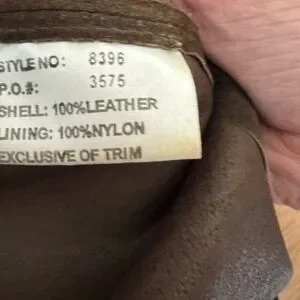 STYLE NO: 8396
P.O.#: 3575
SHELL: 100%LEATHER
LINING: 100%NYLON
EXCLUSIVE OF TRIM